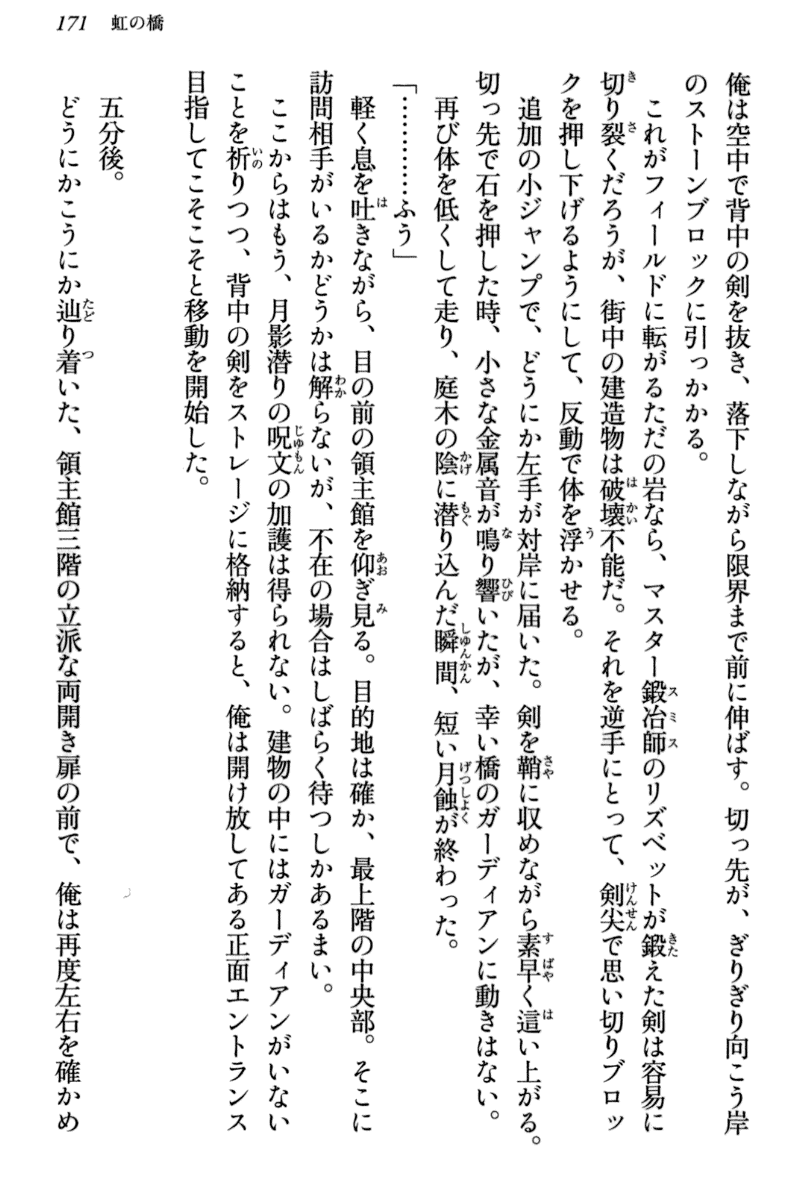 171 虹の橋
俺は空中で背中の剣を抜き、落下しながら限界まで前に伸ばす。切っ先が、ぎりぎり向こう岸
のストーンブロックに引っかかる。
これがフィールドに転がるただの岩なら、マスター鍛冶師のリズベットが鍛えた剣は容易に
切り裂くだろうが、街中の建造物は破壊不能だ。それを逆手にとって、剣尖で思い切りブロッ
クを押し下げるようにして、反動で体を浮かせる。
追加の小ジャンプで、どうにか左手が対岸に届いた。剣を鞘に収めながら素早く這い上がる。
切っ先で石を押した時、小さな金属音が鳴り響いたが、幸い橋のガーディアンに動きはない。
再び体を低くして走り、庭木の陰に潜り込んだ瞬間、短い月蝕が終わった。
「…………ふう」
軽く息を吐きながら、目の前の領主館を仰ぎ見る。目的地は確か、最上階の中央部。そこに
訪問相手がいるかどうかは解らないが、不在の場合はしばらく待つしかあるまい。
ここからはもう、月影潜りの呪文の加護は得られない。建物の中にはガーディアンがいない
ことを祈りつつ、背中の剣をストレージに格納すると、俺は開け放してある正面エントランス
目指してこそこそと移動を開始した。
五分後。
どうにかこうにか辿り着いた、領主館三階の立派な両開き扉の前で、俺は再度左右を確かめ